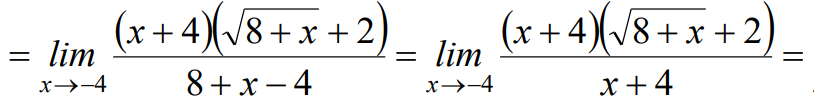 = lim x→−4 (x + 4)(√8 + x + 2) / 8 + x − 4 = lim x→−4 (x + 4)(√8 + x + 2) / x + 4 =